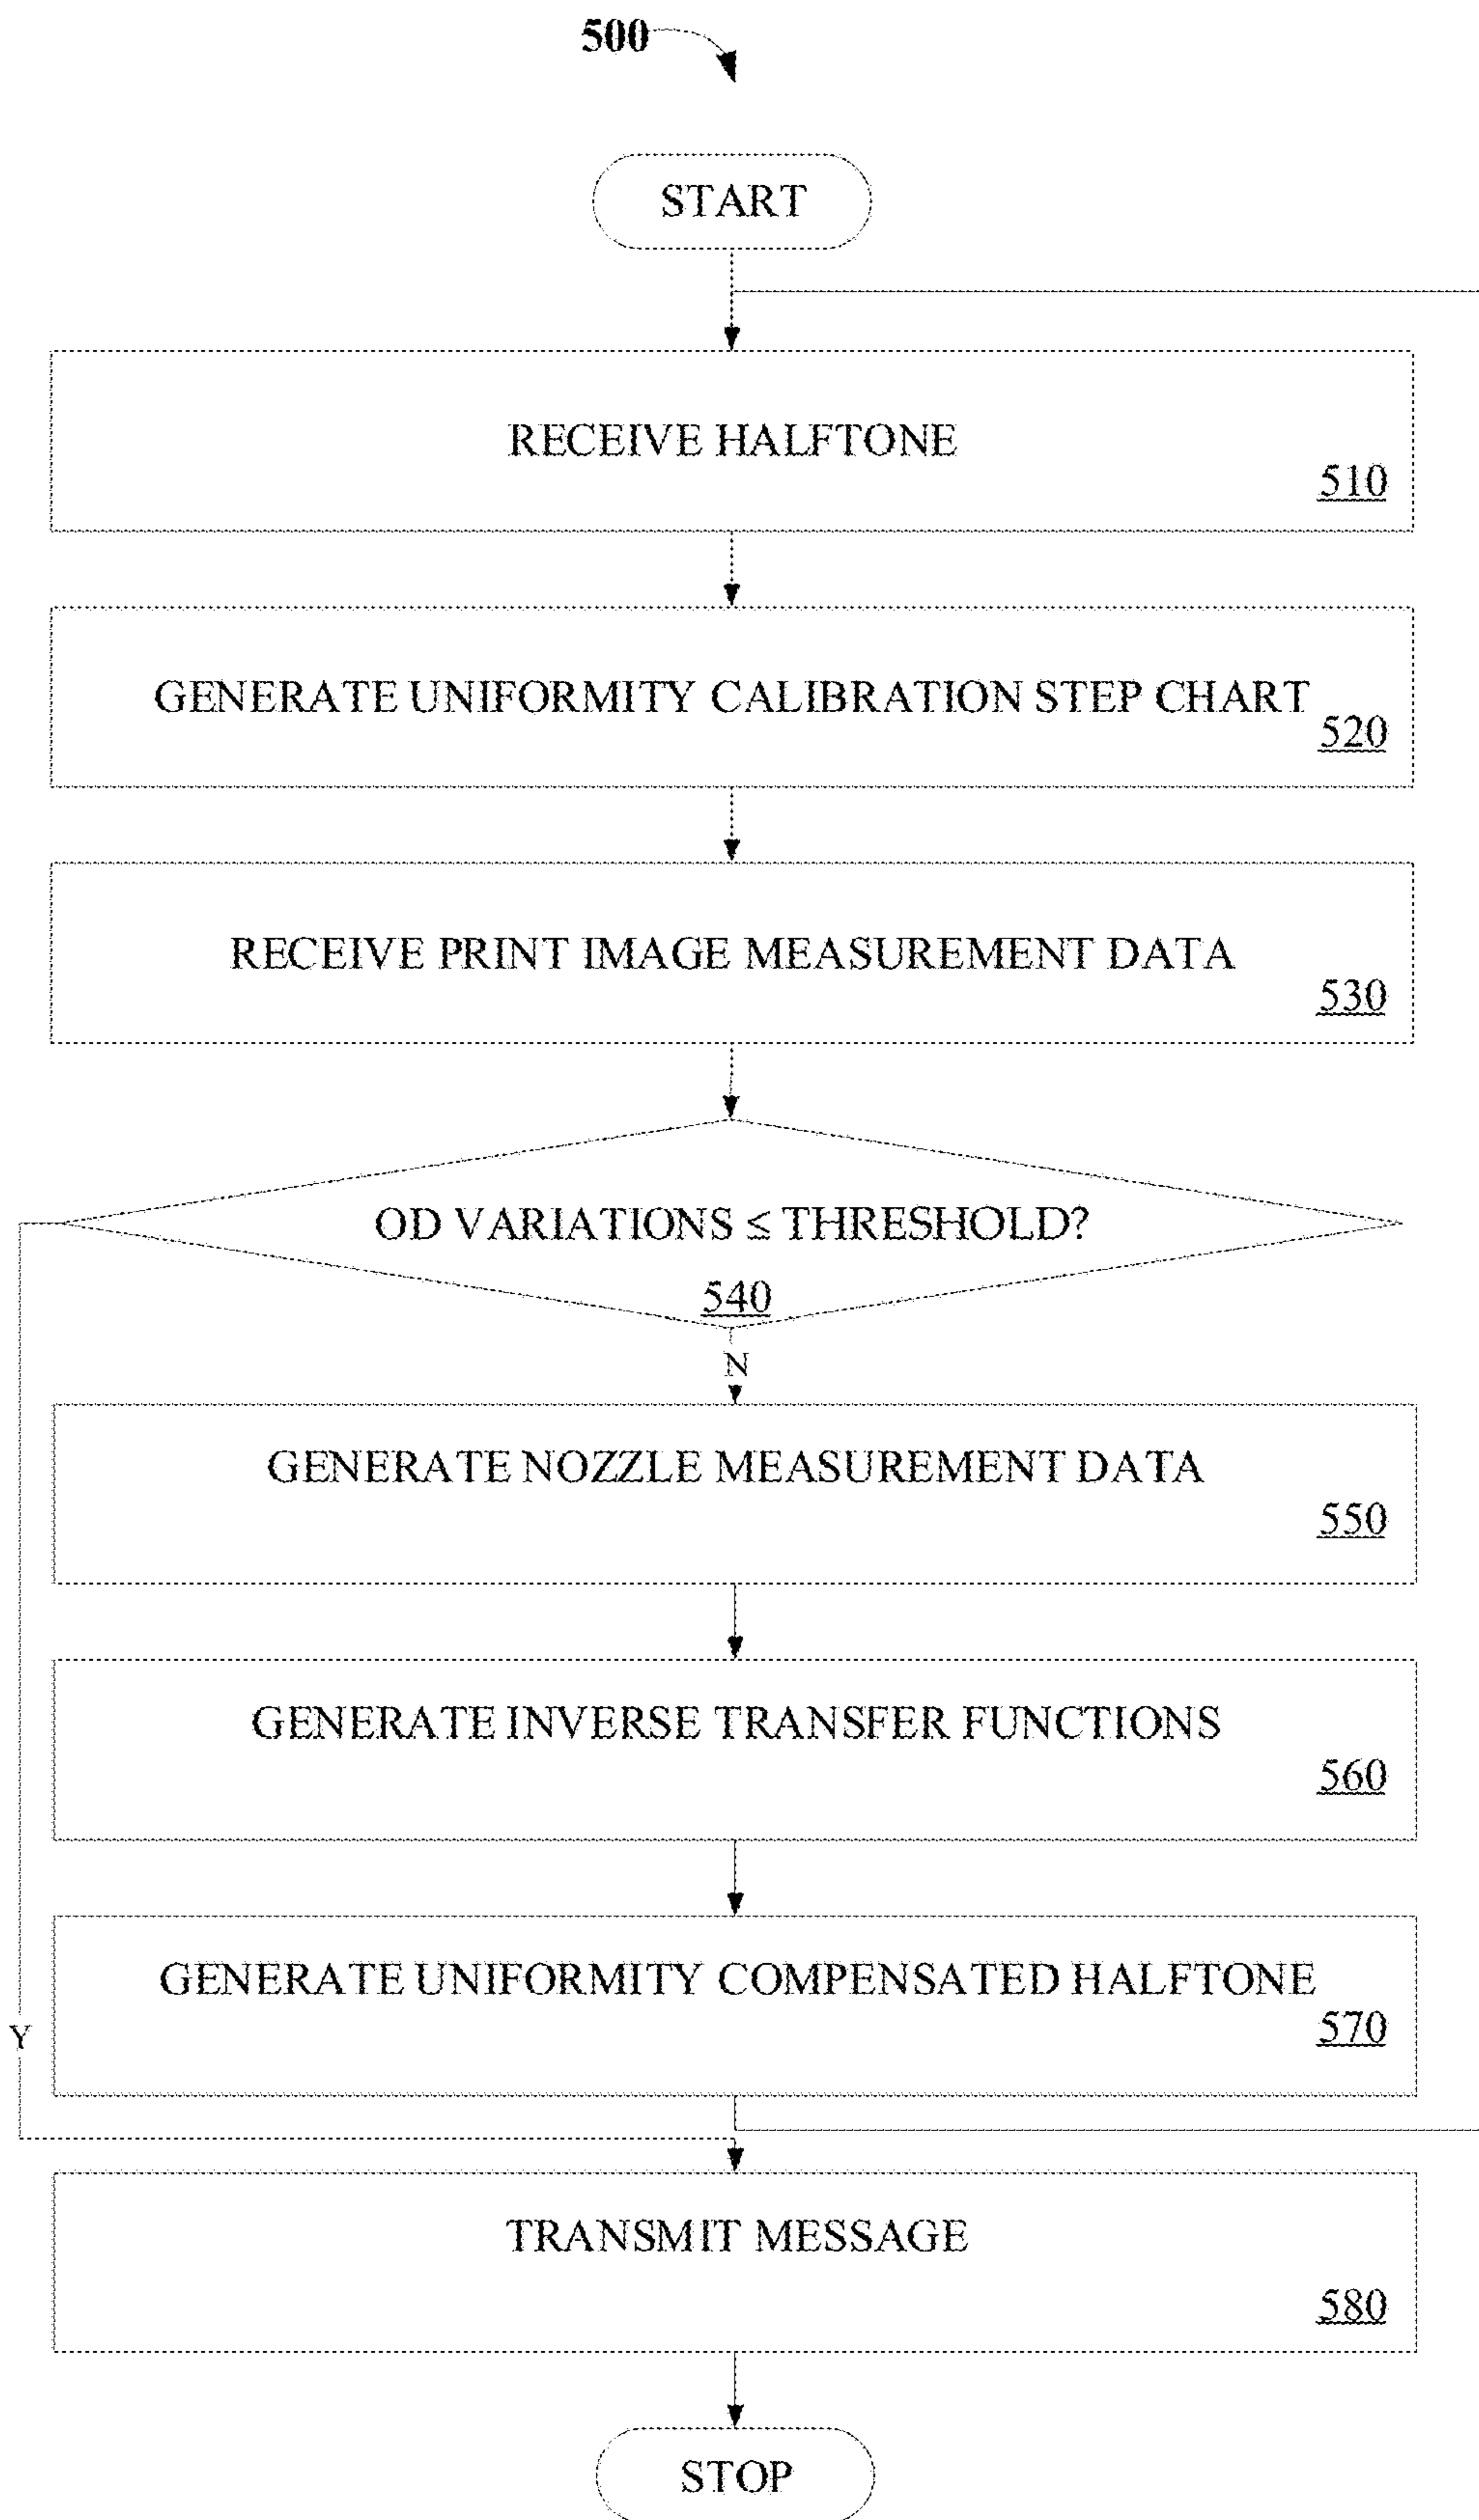 500
START
RECEIVE HALFTONE
510
GENERATE UNIFORMITY CALIBRATION STEP CHART
520
RECEIVE PRINT IMAGE MEASUREMENT DATA
530
OD VARIATIONS ≤ THRESHOLD?
540
N
GENERATE NOZZLE MEASUREMENT DATA
550
GENERATE INVERSE TRANSFER FUNCTIONS
560
GENERATE UNIFORMITY COMPENSATED HALFTONE
570
Y
TRANSMIT MESSAGE
580
STOP